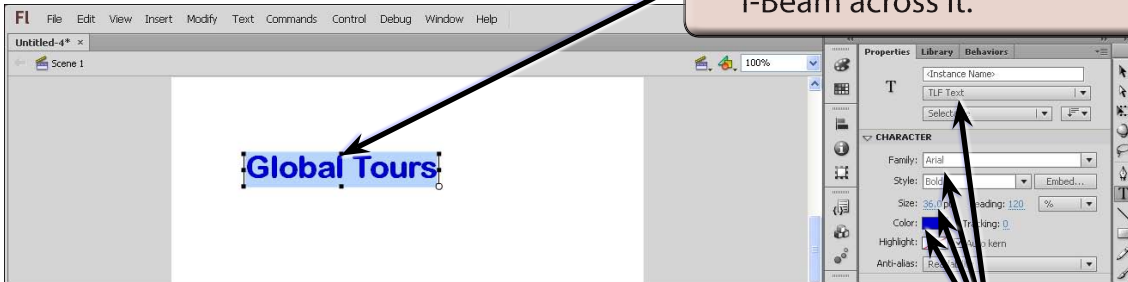 I-Beam across it.
Fl File Edit View Insert Modify Text Commands Control Debug Window Help
Untitled-4* ×
Scene 1
100%
Global Tours
Properties Library Behaviors
<Instance Name>
T
TLF Text
CHARACTER
Family: Arial
Style: Bold Embed...
Size: 36.0 Leading: 120 %
Color: Tracking: 0
Highlight: Auto kern
Anti-alias: